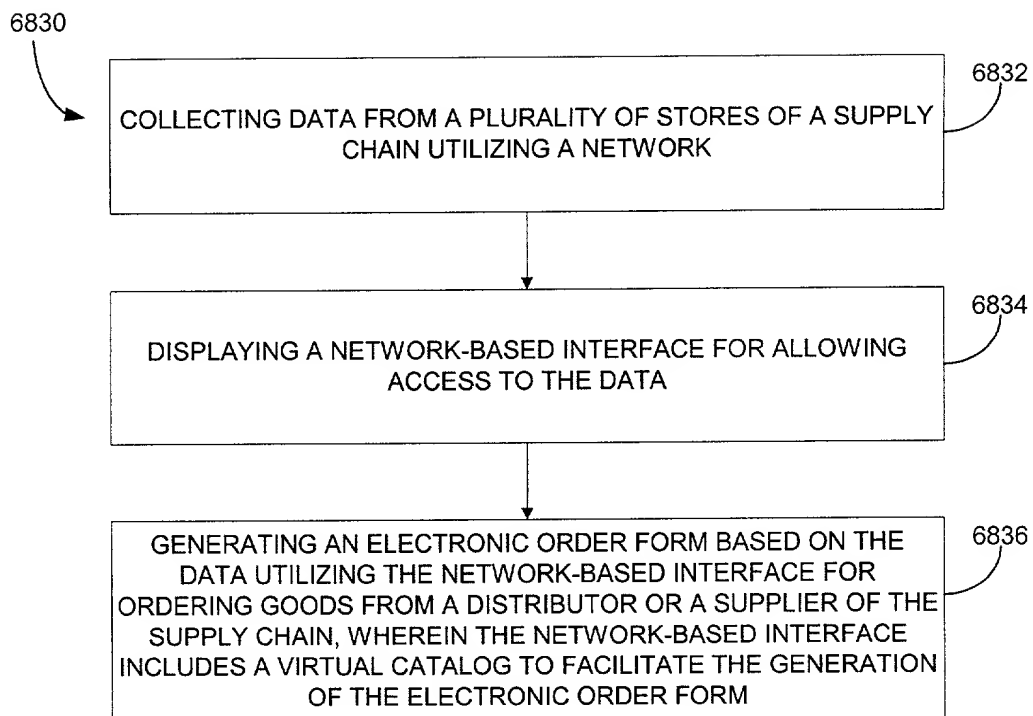 6830
6832
COLLECTING DATA FROM A PLURALITY OF STORES OF A SUPPLY
CHAIN UTILIZING A NETWORK
6834
DISPLAYING A NETWORK-BASED INTERFACE FOR ALLOWING
ACCESS TO THE DATA
6836
GENERATING AN ELECTRONIC ORDER FORM BASED ON THE
DATA UTILIZING THE NETWORK-BASED INTERFACE FOR
ORDERING GOODS FROM A DISTRIBUTOR OR A SUPPLIER OF THE
SUPPLY CHAIN, WHEREIN THE NETWORK-BASED INTERFACE
INCLUDES A VIRTUAL CATALOG TO FACILITATE THE GENERATION
OF THE ELECTRONIC ORDER FORM